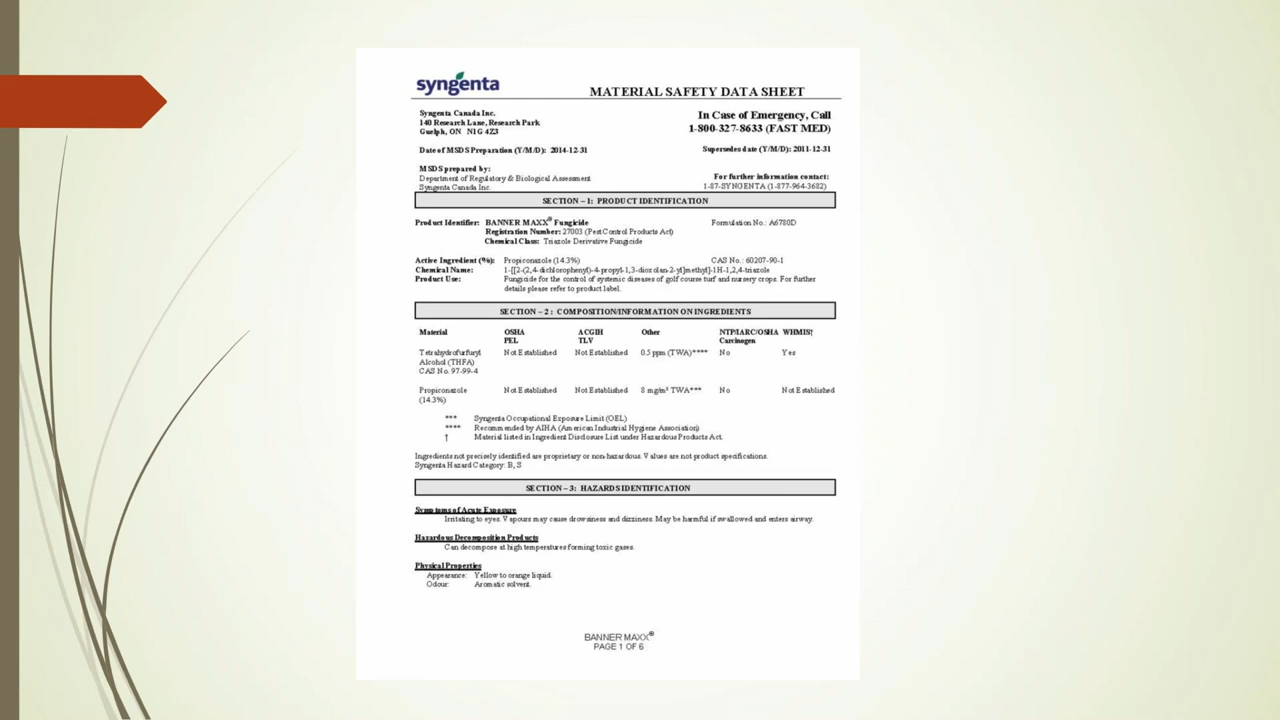 syngenta
MATERIAL SAFETY DATA SHEET
Syngenta Canada Inc.
140 Research Lane, Research Park
Guelph, ON N1G 4Z3
In Case of Emergency, Call
1-800-327-8633 (FAST MED)
Date of MSDS Preparation (Y/M/D): 2014-12-31
Supersedes date (Y/M/D): 2011-12-31
MSDS prepared by:
Department of Regulatory & Biological Assessment
Syngenta Canada Inc.
For further information contact:
1-87-SYNGENTA (1-877-964-3682)
SECTION – 1: PRODUCT IDENTIFICATION
Product Identifier: BANNER MAXX® Fungicide Formulation No.: A6780D
Registration Number: 27003 (Pest Control Products Act)
Chemical Class: Triazole Derivative Fungicide
Active Ingredient (%): Propiconazole (14.3%) CAS No.: 60207-90-1
Chemical Name: 1-[[2-(2,4-dichlorophenyl)-4-propyl-1,3-dioxolan-2-yl]methyl]-1H-1,2,4-triazole
Product Use: Fungicide for the control of systemic diseases of golf course turf and nursery crops. For further
details please refer to product label.
SECTION – 2: COMPOSITION/INFORMATION ON INGREDIENTS
Material OSHA ACGIH Other NTP/IARC/OSHA WHMIS†
PEL TLV Carcinogen
Tetrahydrofurfuryl Not Established Not Established 0.5 ppm (TWA)**** No Yes
Alcohol (THFA)
CAS No. 97-99-4
Propiconazole Not Established Not Established 8 mg/m³ TWA*** No Not Established
(14.3%)
*** Syngenta Occupational Exposure Limit (OEL)
**** Recommended by AIHA (American Industrial Hygiene Association)
† Material listed in Ingredient Disclosure List under Hazardous Products Act.
Ingredients not precisely identified are proprietary or non-hazardous. Values are not product specifications.
Syngenta Hazard Category: B, S
SECTION – 3: HAZARDS IDENTIFICATION
Symptoms of Acute Exposure
Irritating to eyes. Vapours may cause drowsiness and dizziness. May be harmful if swallowed and enters airway.
Hazardous Decomposition Products
Can decompose at high temperatures forming toxic gases.
Physical Properties
Appearance: Yellow to orange liquid.
Odour: Aromatic solvent.
BANNER MAXX®
PAGE 1 OF 6